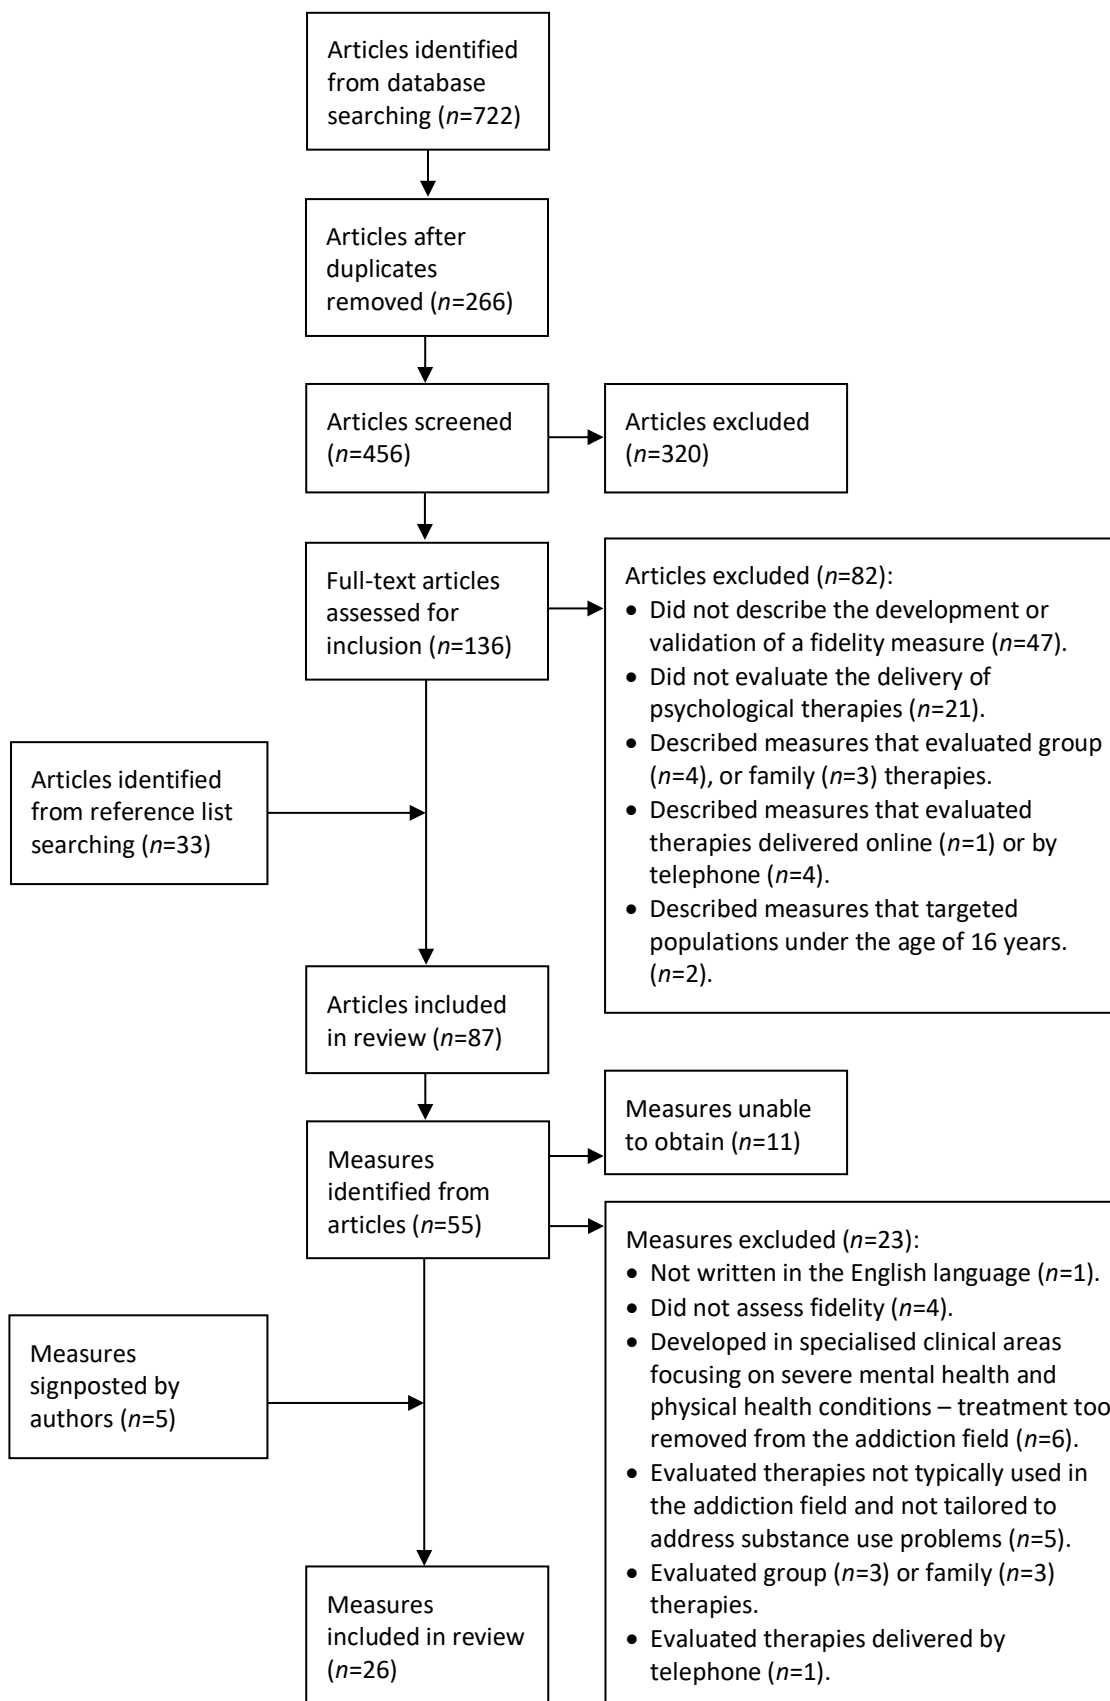 Articles identified
from database
searching (n=722)
Articles after
duplicates
removed (n=266)
Articles screened
(n=456)
Articles excluded
(n=320)
Full-text articles
assessed for
inclusion (n=136)
Articles excluded (n=82):
• Did not describe the development or
validation of a fidelity measure (n=47).
• Did not evaluate the delivery of
psychological therapies (n=21).
• Described measures that evaluated group
(n=4), or family (n=3) therapies.
• Described measures that evaluated
therapies delivered online (n=1) or by
telephone (n=4).
• Described measures that targeted
populations under the age of 16 years.
(n=2).
Articles identified
from reference list
searching (n=33)
Articles included
in review (n=87)
Measures unable
to obtain (n=11)
Measures
identified from
articles (n=55)
Measures excluded (n=23):
• Not written in the English language (n=1).
• Did not assess fidelity (n=4).
• Developed in specialised clinical areas
focusing on severe mental health and
physical health conditions – treatment too
removed from the addiction field (n=6).
• Evaluated therapies not typically used in
the addiction field and not tailored to
address substance use problems (n=5).
• Evaluated group (n=3) or family (n=3)
therapies.
• Evaluated therapies delivered by
telephone (n=1).
Measures
signposted by
authors (n=5)
Measures
included in review
(n=26)